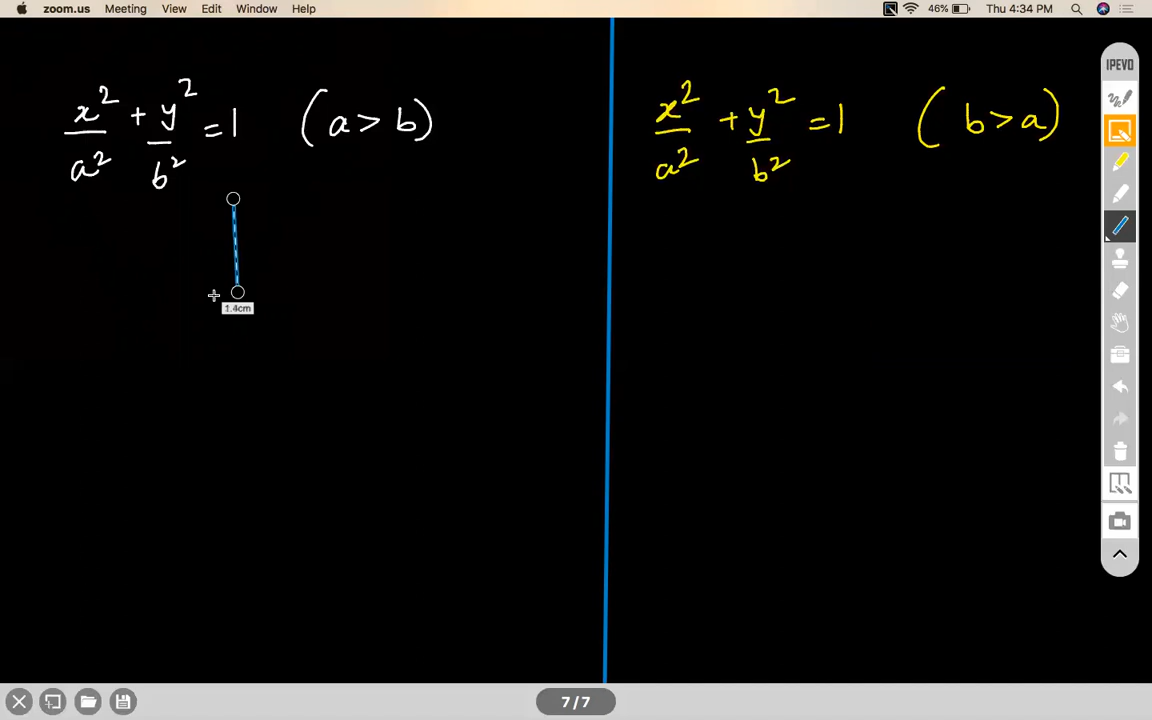 zoom.us Meeting View Edit Window Help 46% Thu 4:34 PM
IPEVO
x²/a² + y²/b² = 1 (a > b)
x²/a² + y²/b² = 1 (b > a)
1.4cm
7/7